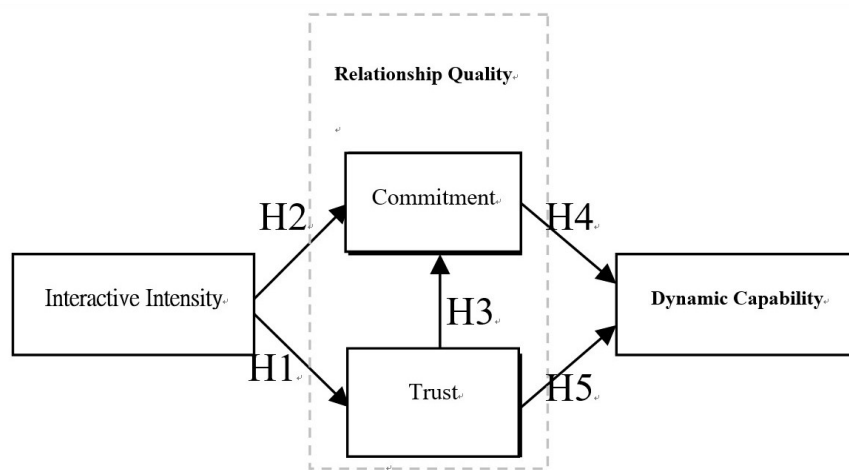 Relationship Quality
Commitment
H2
H4
Interactive Intensity
Dynamic Capability
H3
H1
Trust
H5